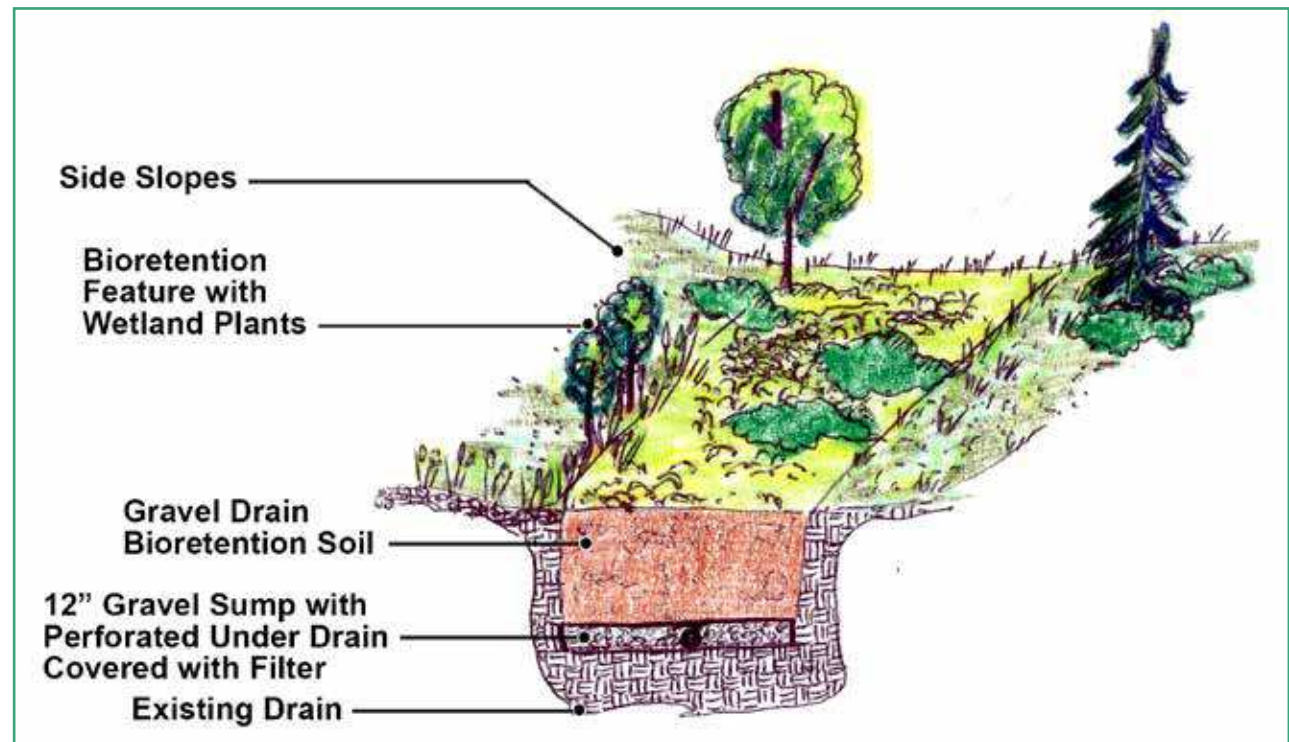 Side Slopes
Bioretention
Feature with
Wetland Plants
Gravel Drain
Bioretention Soil
12” Gravel Sump with
Perforated Under Drain
Covered with Filter
Existing Drain